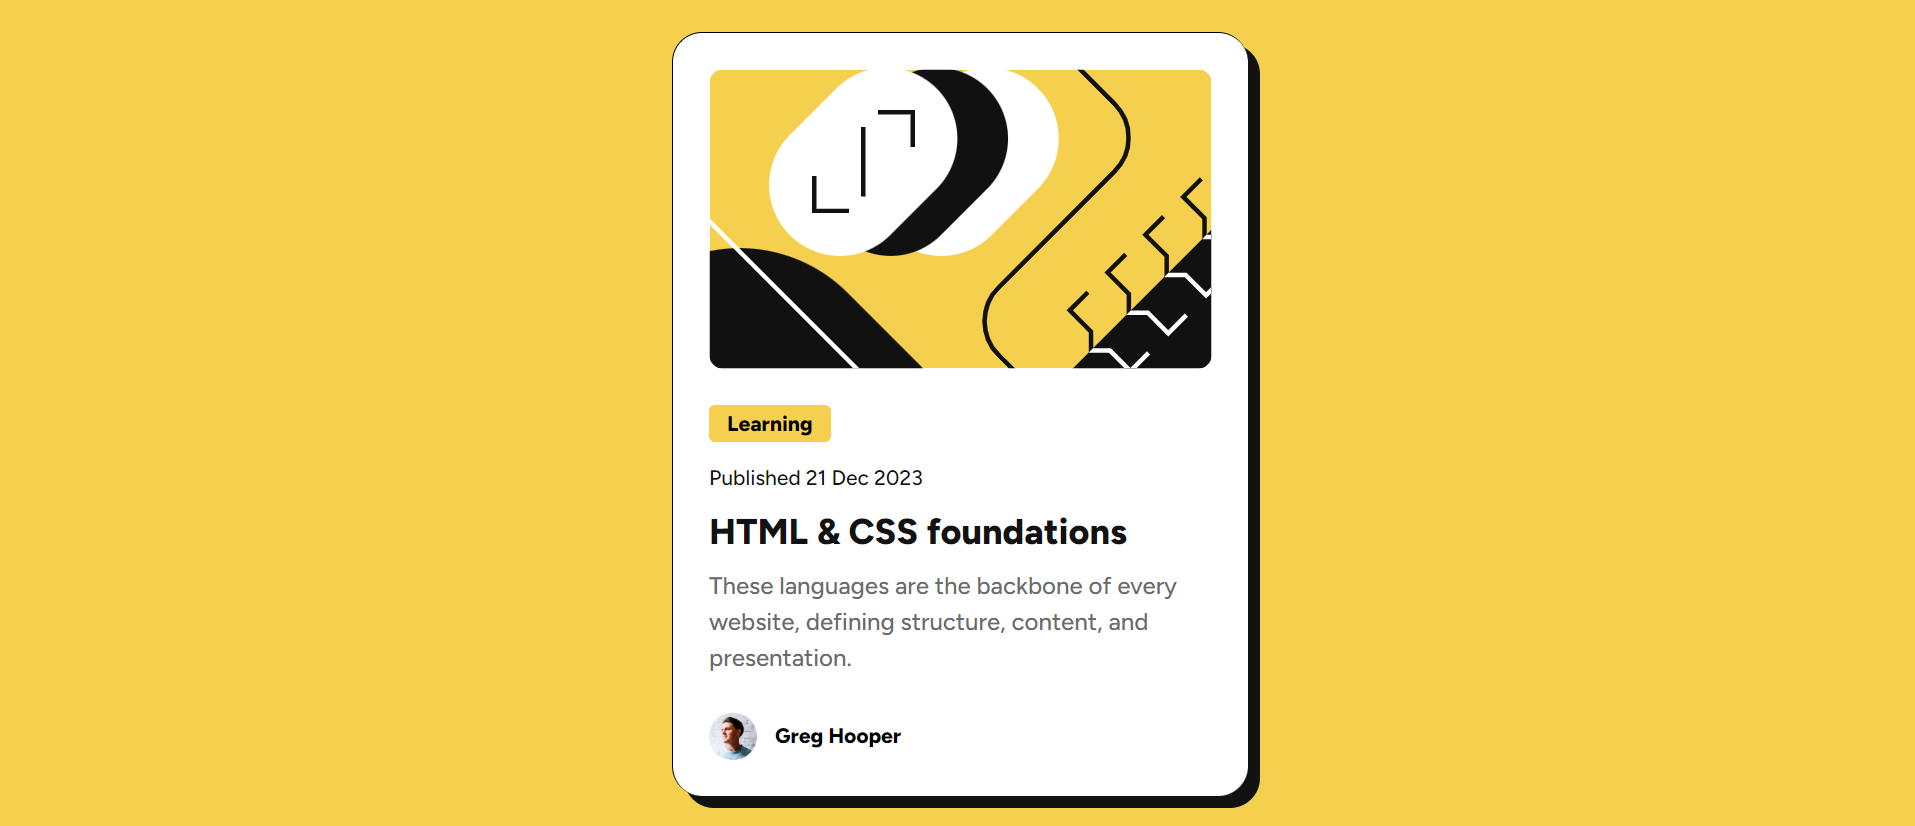 Learning
Published 21 Dec 2023
HTML & CSS foundations
These languages are the backbone of every
website, defining structure, content, and
presentation.
Greg Hooper